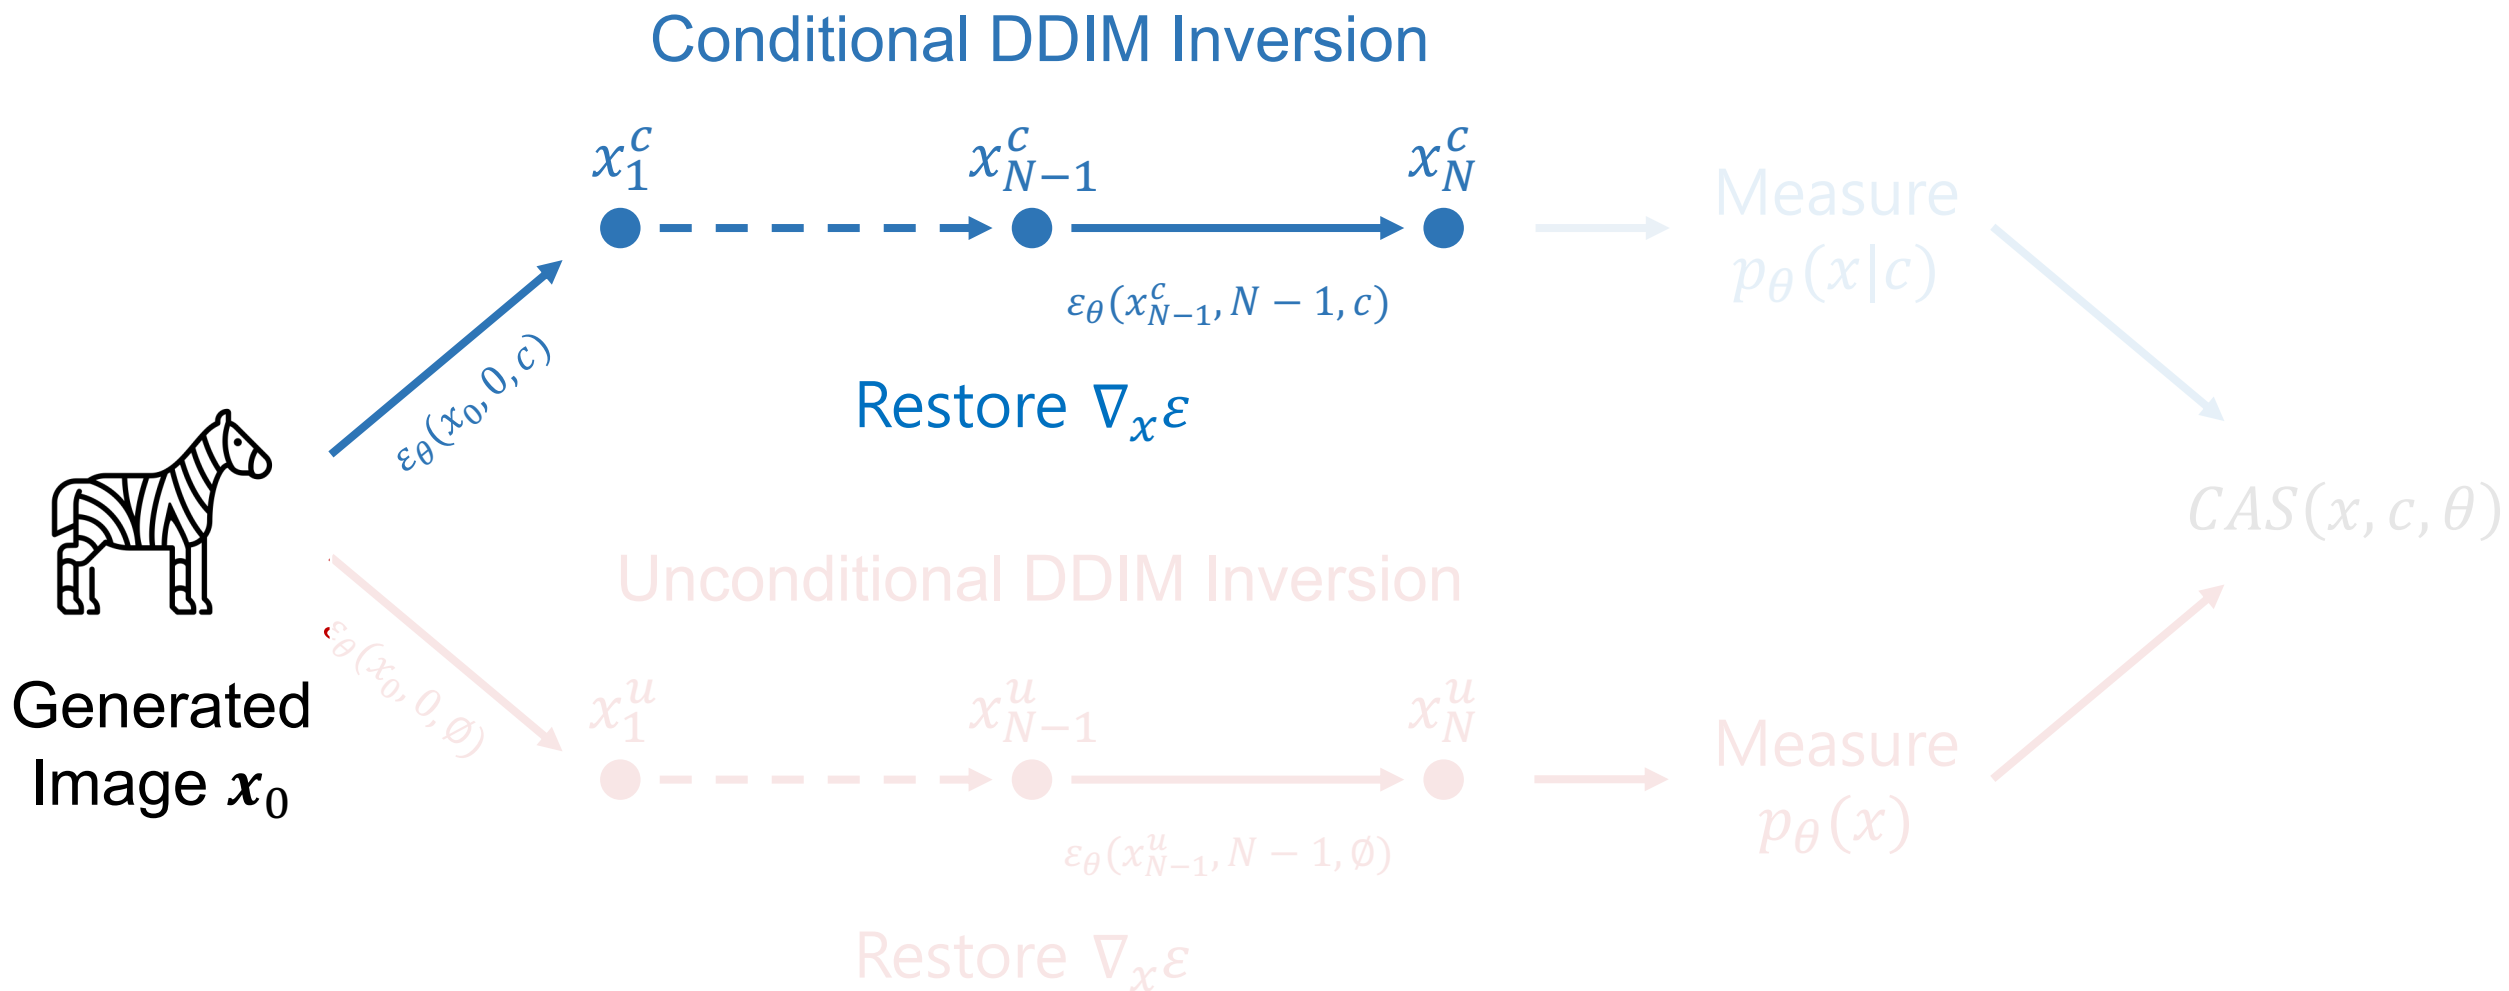 Conditional DDIM Inversion
x_1^c
x_{N−1}^c
x_N^c
ε_θ(x_0, 0, c)
ε_θ(x_{N−1}^c, N − 1, c)
Restore ∇_x ε
Measure
p_θ(x|c)
CAS(x, c, θ)
Generated
Image x_0
Unconditional DDIM Inversion
ε_θ(x_0, 0, ∅)
x_1^u
x_{N−1}^u
x_N^u
ε_θ(x_{N−1}^u, N − 1, ∅)
Restore ∇_x ε
Measure
p_θ(x)